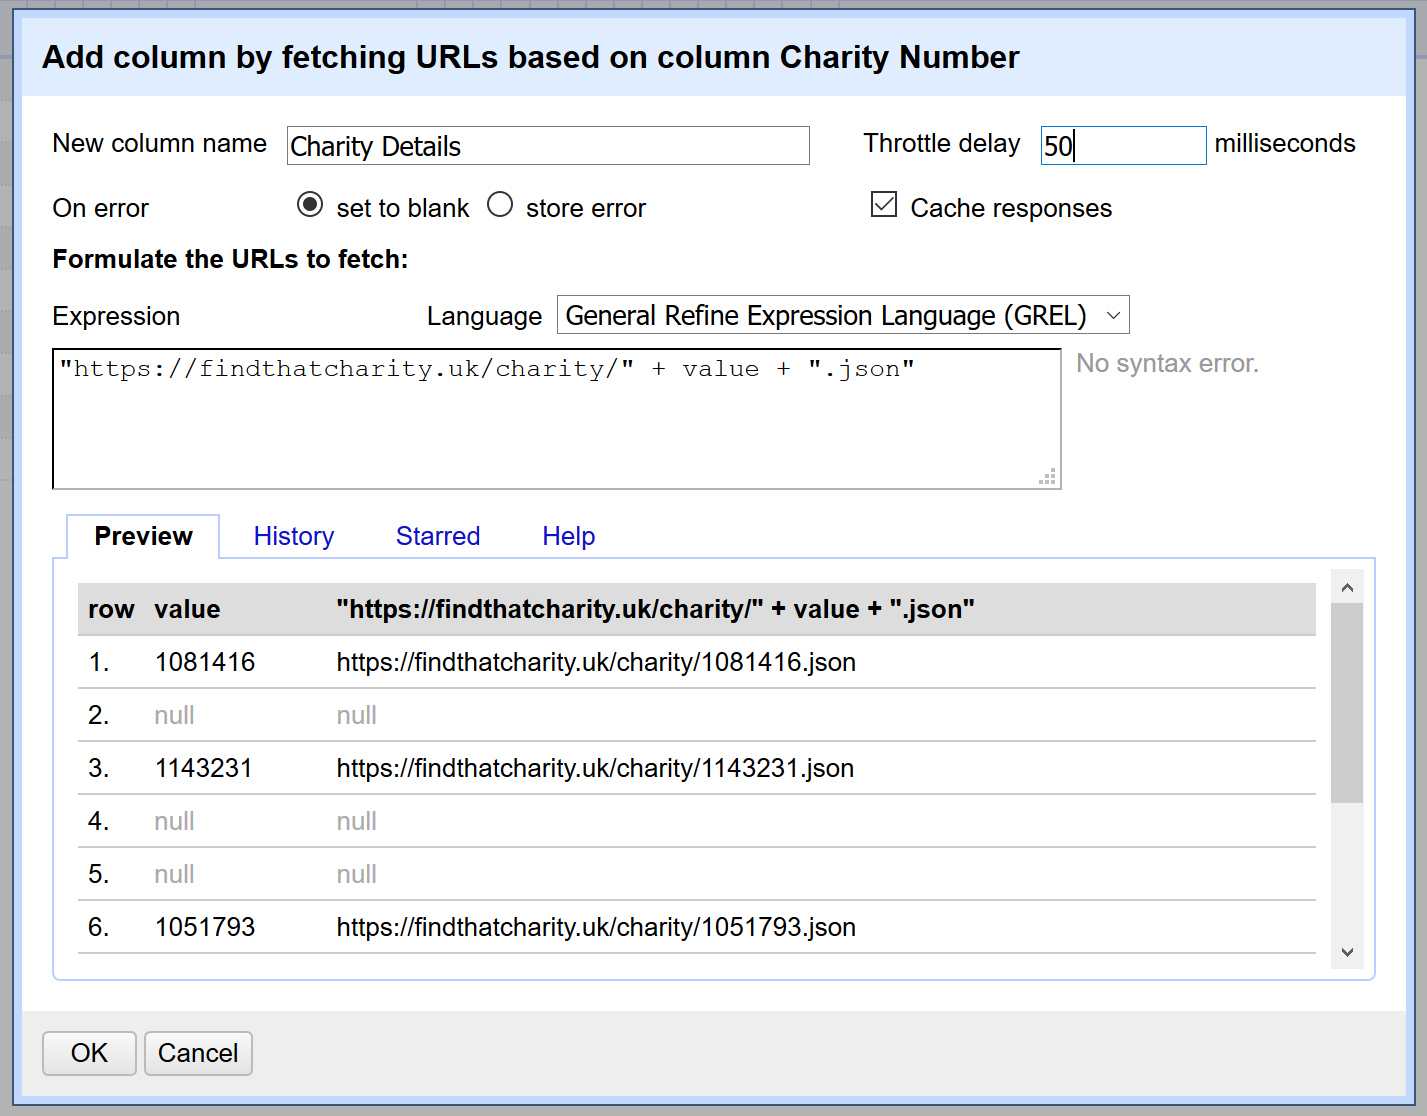 Add column by fetching URLs based on column Charity Number
New column name Charity Details Throttle delay 50 milliseconds
On error set to blank store error Cache responses
Formulate the URLs to fetch:
Expression Language General Refine Expression Language (GREL)
"https://findthatcharity.uk/charity/" + value + ".json" No syntax error.
Preview History Starred Help
row value "https://findthatcharity.uk/charity/" + value + ".json"
1. 1081416 https://findthatcharity.uk/charity/1081416.json
2. null null
3. 1143231 https://findthatcharity.uk/charity/1143231.json
4. null null
5. null null
6. 1051793 https://findthatcharity.uk/charity/1051793.json
OK Cancel